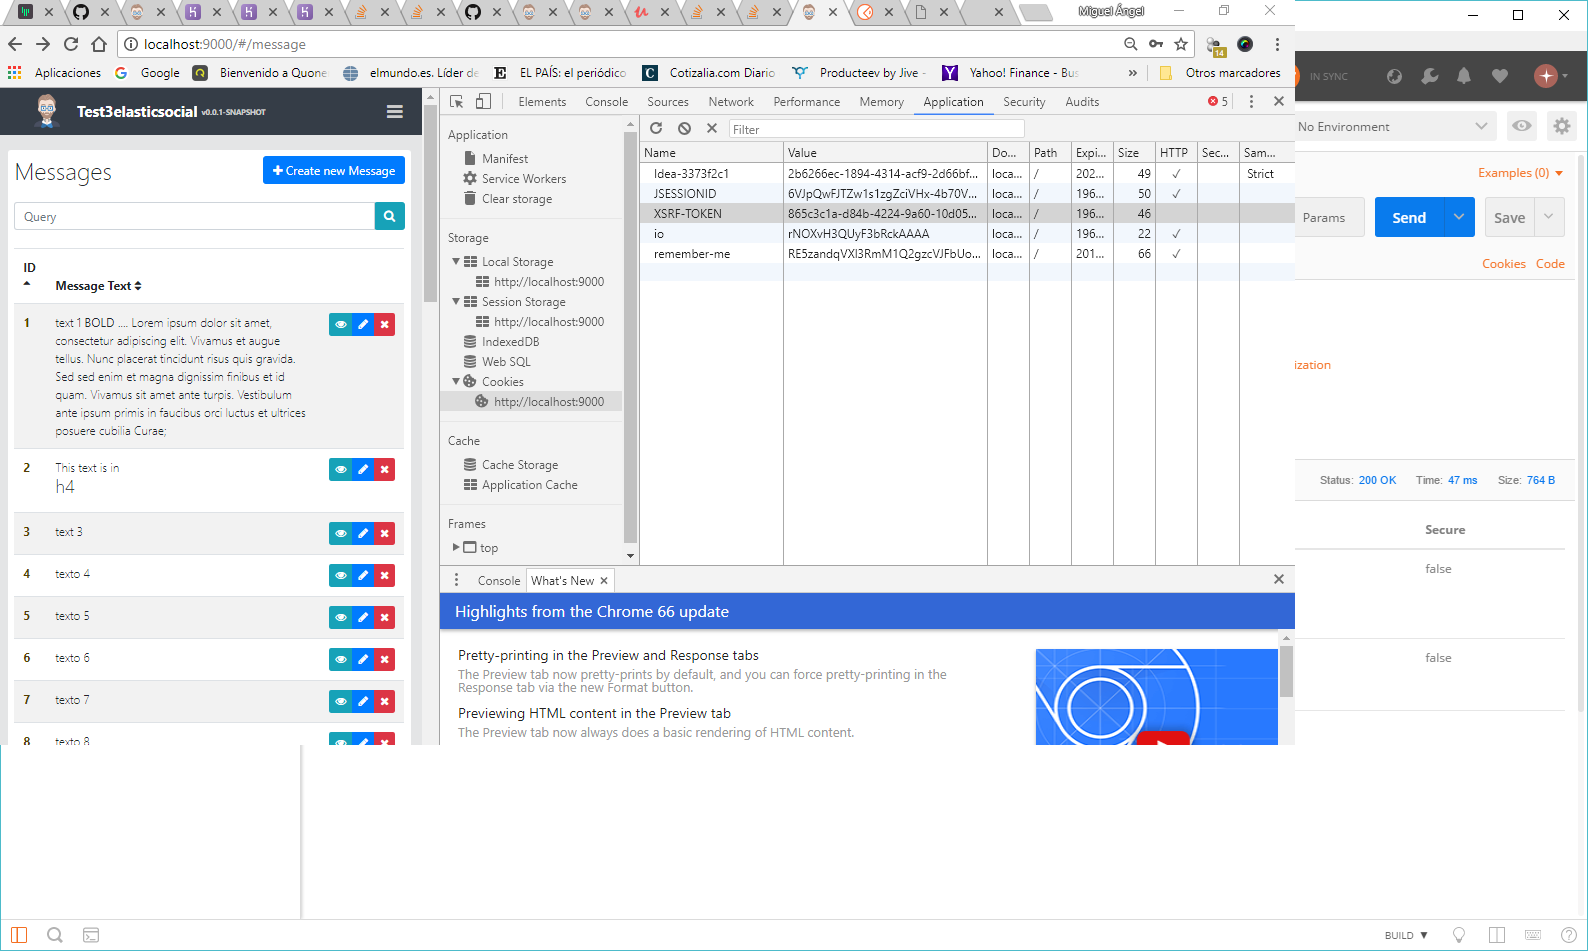 Miguel Ángel
localhost:9000/#/message
14
Aplicaciones
Google
Bienvenido a Quone
elmundo.es. Líder de
EL PAÍS: el periódico
Cotizalia.com Diario
Producteev by Jive -
Yahoo! Finance - Bus
»
Otros marcadores
IN SYNC
Test3elasticsocial v0.0.1-SNAPSHOT
Elements
Console
Sources
Network
Performance
Memory
Application
Security
Audits
5
No Environment
Messages
Create new Message
Query
ID
Message Text
1
text 1 BOLD .... Lorem ipsum dolor sit amet,
consectetur adipiscing elit. Vivamus et augue
tellus. Nunc placerat tincidunt risus quis gravida.
Sed sed enim et magna dignissim finibus et id
quam. Vivamus sit amet ante turpis. Vestibulum
ante ipsum primis in faucibus orci luctus et ultrices
posuere cubilia Curae;
2
This text is in
h4
3 text 3
4 texto 4
5 texto 5
6 texto 6
7 texto 7
8 texto 8
Application
Manifest
Service Workers
Clear storage
Storage
Local Storage
http://localhost:9000
Session Storage
http://localhost:9000
IndexedDB
Web SQL
Cookies
http://localhost:9000
Cache
Cache Storage
Application Cache
Frames
top
Filter
Name Value Do... Path Expi... Size HTTP Sec... Sam...
Idea-3373f2c1 2b6266ec-1894-4314-acf9-2d66bf... loca... / 202... 49 ✓ Strict
JSESSIONID 6VJpQwFJTZw1s1zgZciVHx-4b70V... loca... / 196... 50 ✓
XSRF-TOKEN 865c3c1a-d84b-4224-9a60-10d05... loca... / 196... 46
io rNOXvH3QUyF3bRckAAAA loca... / 196... 22 ✓
remember-me RE5zandqVXl3RmM1Q2gzcVJFbUo... loca... / 201... 66 ✓
Console
What's New
Highlights from the Chrome 66 update
Pretty-printing in the Preview and Response tabs
The Preview tab now pretty-prints by default, and you can force pretty-printing in the
Response tab via the new Format button.
Previewing HTML content in the Preview tab
The Preview tab now always does a basic rendering of HTML content.
Examples (0)
Params
Send
Save
Cookies Code
ization
Status: 200 OK Time: 47 ms Size: 764 B
Secure
false
false
BUILD